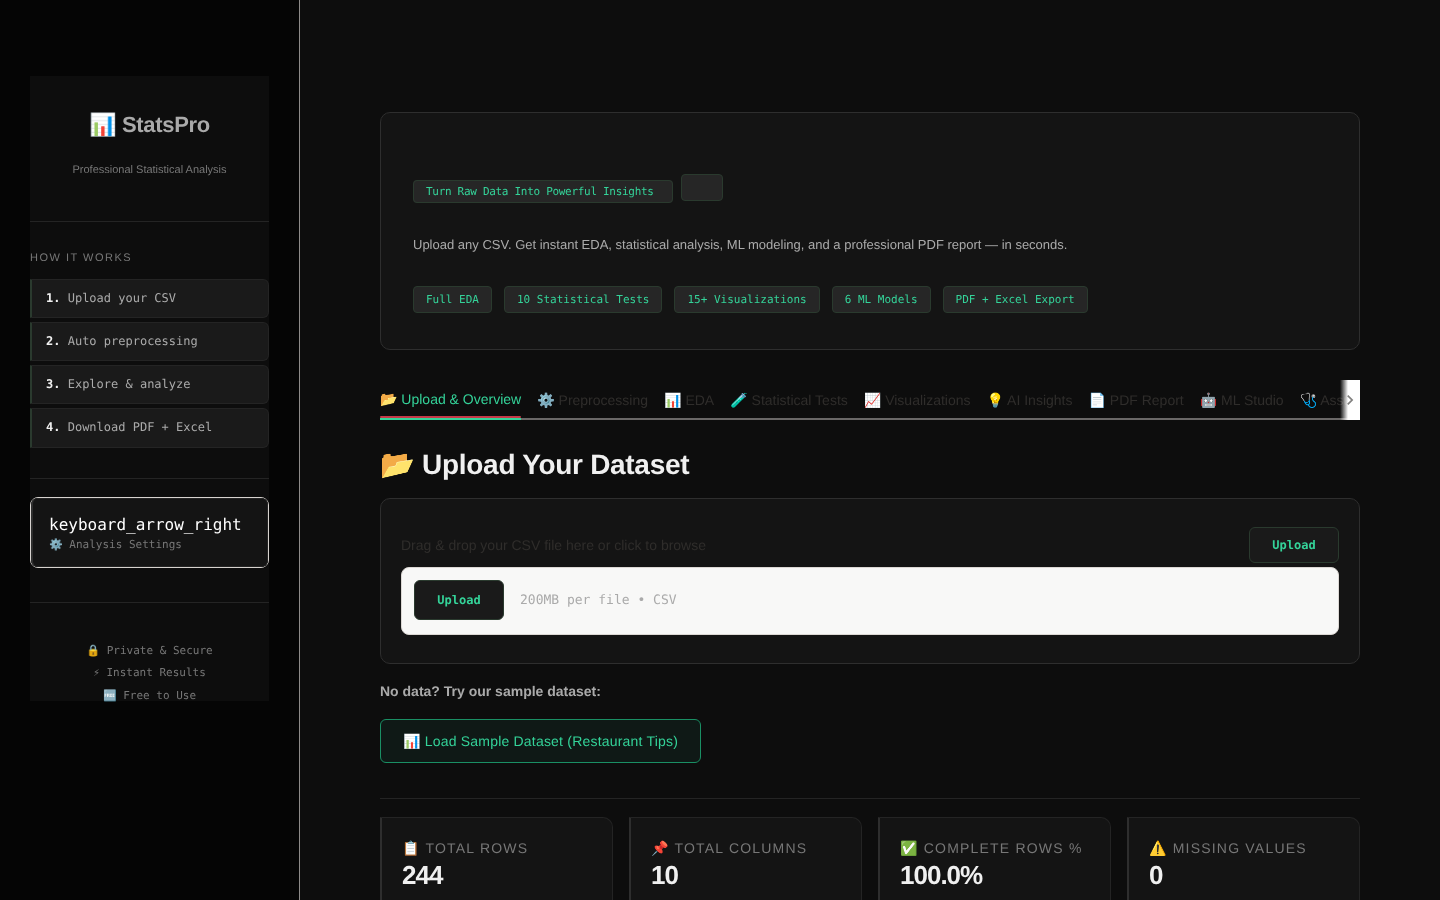 📊 StatsPro
Professional Statistical Analysis
HOW IT WORKS
1. Upload your CSV
2. Auto preprocessing
3. Explore & analyze
4. Download PDF + Excel
keyboard_arrow_right
⚙️ Analysis Settings
🔒 Private & Secure
⚡ Instant Results
🆓 Free to Use
Turn Raw Data Into Powerful Insights
Upload any CSV. Get instant EDA, statistical analysis, ML modeling, and a professional PDF report — in seconds.
Full EDA 10 Statistical Tests 15+ Visualizations 6 ML Models PDF + Excel Export
📂 Upload & Overview ⚙️ Preprocessing 📊 EDA 🧪 Statistical Tests 📈 Visualizations 💡 AI Insights 📄 PDF Report 🤖 ML Studio 🩺 Ass
📂 Upload Your Dataset
Drag & drop your CSV file here or click to browse
Upload
Upload 200MB per file • CSV
No data? Try our sample dataset:
📊 Load Sample Dataset (Restaurant Tips)
📋 TOTAL ROWS 📌 TOTAL COLUMNS ✅ COMPLETE ROWS % ⚠️ MISSING VALUES
244 10 100.0% 0